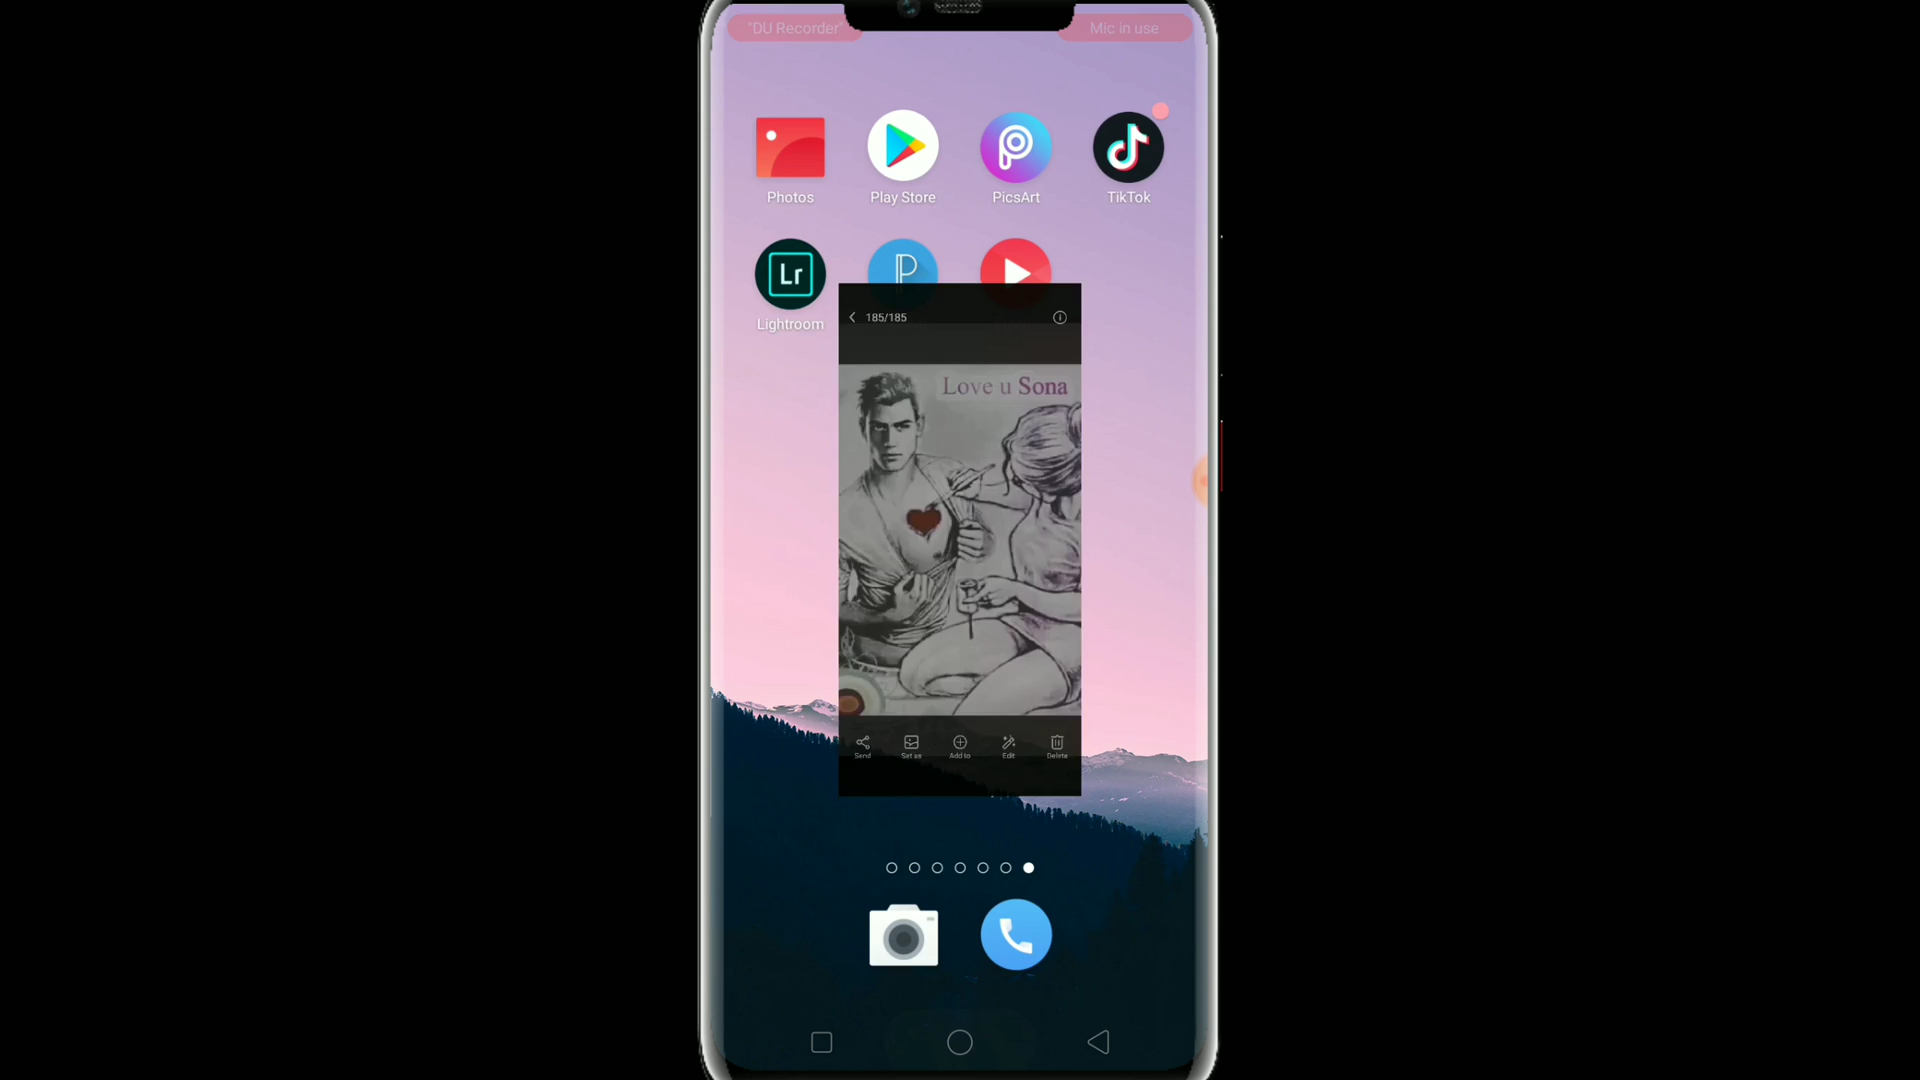 "DU Recorder"
Mic in use
Photos
Play Store
PicsArt
TikTok
Lr
Lightroom
185/185
Love u Sona
Send
Set as
Add to
Edit
Delete